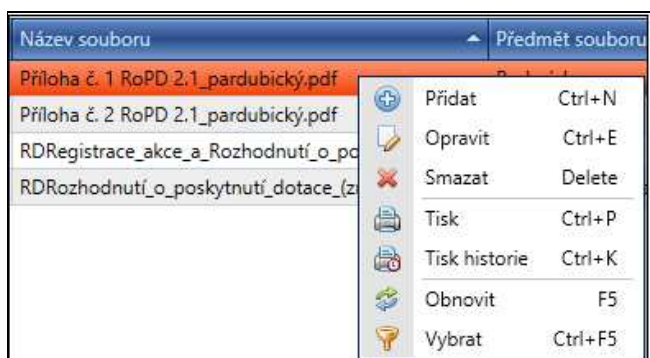 Název souboru Předmět souboru
Příloha č. 1 RoPD 2.1_pardubický.pdf
Příloha č. 2 RoPD 2.1_pardubický.pdf
RDRegistrace_akce_a_Rozhodnutí_o_po
RDRozhodnutí_o_poskytnutí_dotace_(z
Přidat Ctrl+N
Opravit Ctrl+E
Smazat Delete
Tisk Ctrl+P
Tisk historie Ctrl+K
Obnovit F5
Vybrat Ctrl+F5